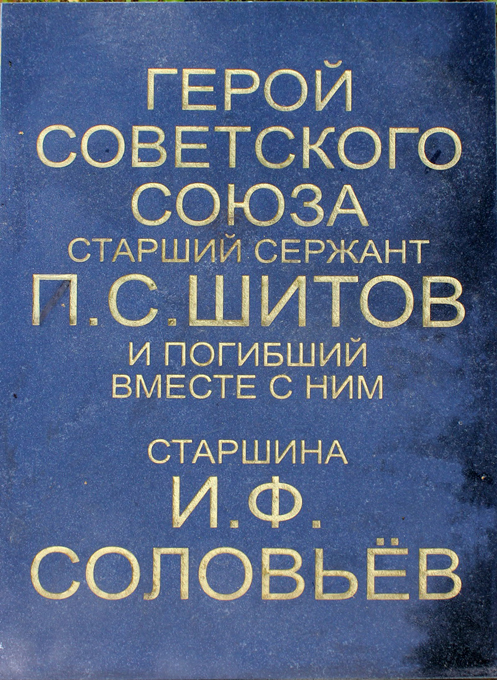 ГЕРОЙ
СОВЕТСКОГО
СОЮЗА
СТАРШИЙ СЕРЖАНТ
П.С.ШИТОВ
И ПОГИБШИЙ
ВМЕСТЕ С НИМ
СТАРШИНА
И.Ф.
СОЛОВЬЁВ